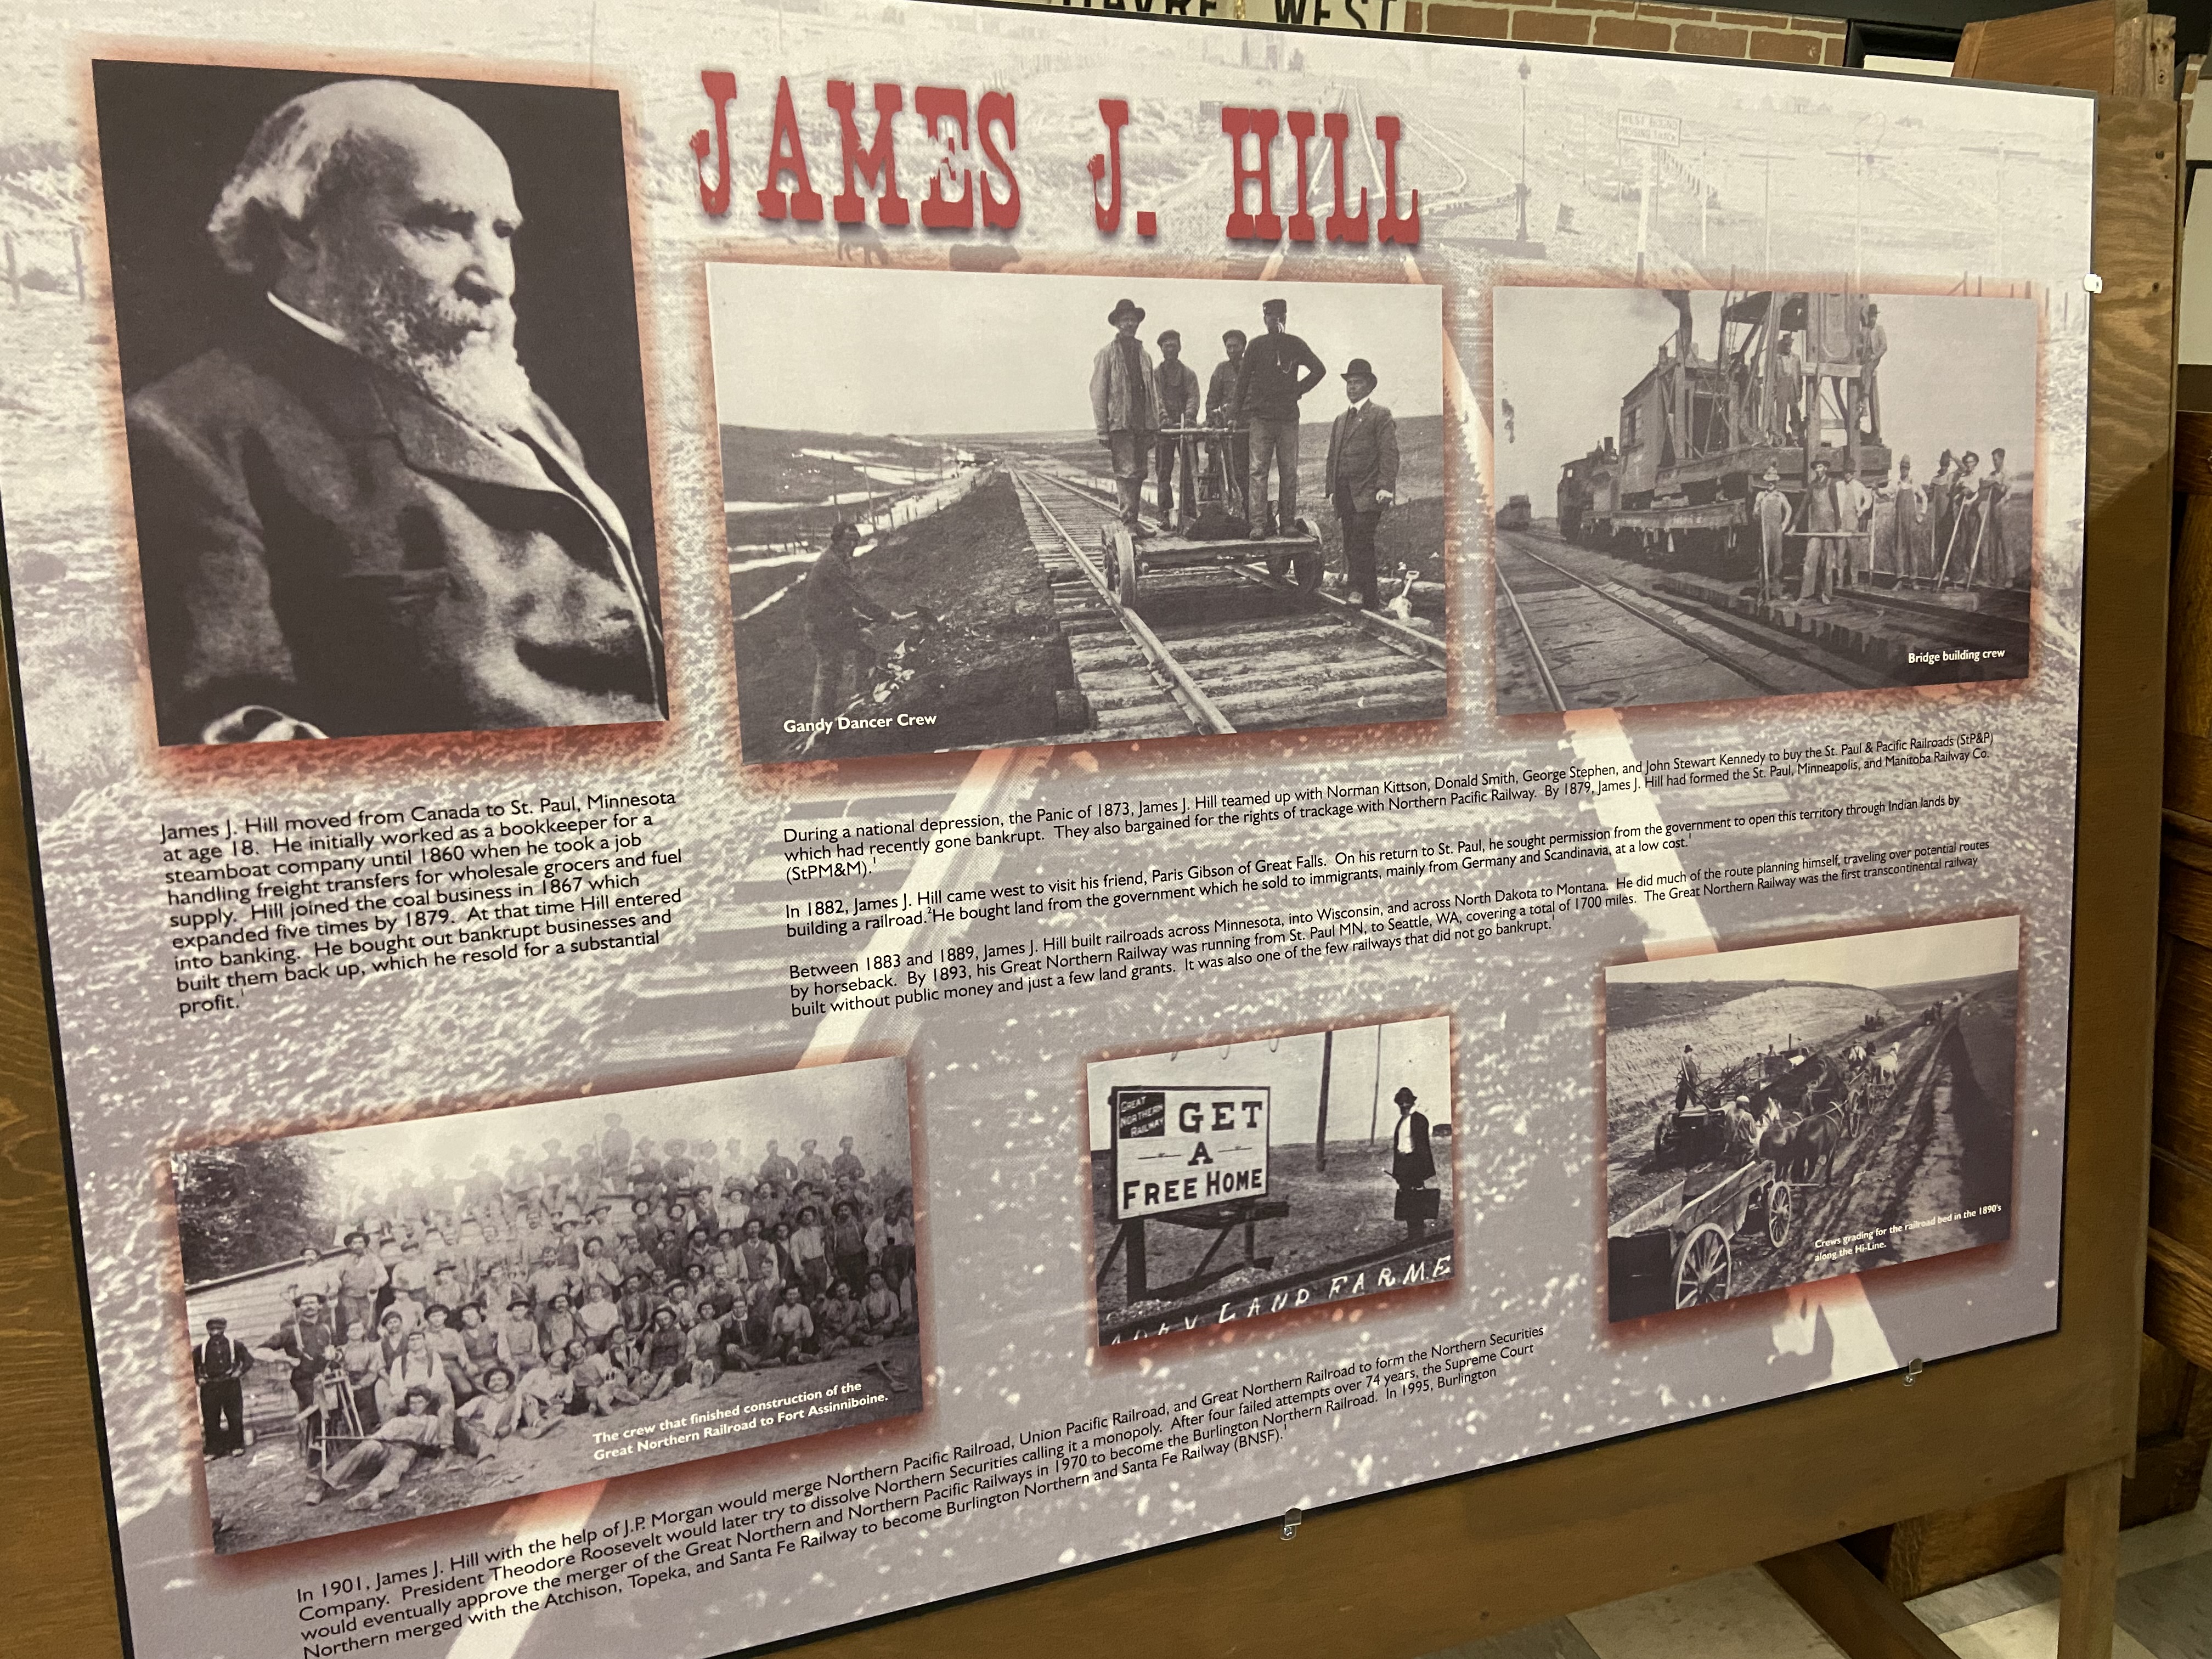 HAVRE WEST
JAMES J. HILL
WEST BOUND
PASSING TRACK
Gandy Dancer Crew
Bridge building crew
James J. Hill moved from Canada to St. Paul, Minnesota
at age 18. He initially worked as a bookkeeper for a
steamboat company until 1860 when he took a job
handling freight transfers for wholesale grocers and fuel
supply. Hill joined the coal business in 1867 which
expanded five times by 1879. At that time Hill entered
into banking. He bought out bankrupt businesses and
built them back up, which he resold for a substantial
profit.¹
During a national depression, the Panic of 1873, James J. Hill teamed up with Norman Kittson, Donald Smith, George Stephen, and John Stewart Kennedy to buy the St. Paul & Pacific Railroads (StP&P)
which had recently gone bankrupt. They also bargained for the rights of trackage with Northern Pacific Railway. By 1879, James J. Hill had formed the St. Paul, Minneapolis, and Manitoba Railway Co.
(StPM&M).¹
In 1882, James J. Hill came west to visit his friend, Paris Gibson of Great Falls. On his return to St. Paul, he sought permission from the government to open this territory through Indian lands by
building a railroad.² He bought land from the government which he sold to immigrants, mainly from Germany and Scandinavia, at a low cost.¹
Between 1883 and 1889, James J. Hill built railroads across Minnesota, into Wisconsin, and across North Dakota to Montana. He did much of the route planning himself, traveling over potential routes
by horseback. By 1893, his Great Northern Railway was running from St. Paul MN, to Seattle, WA, covering a total of 1700 miles. The Great Northern Railway was the first transcontinental railway
built without public money and just a few land grants. It was also one of the few railways that did not go bankrupt.¹
GREAT
NORTHERN
RAILWAY
GET
A
FREE HOME
LAND FARME
Crews grading for the railroad bed in the 1890's
along the Hi-Line.
The crew that finished construction of the
Great Northern Railroad to Fort Assinniboine.
In 1901, James J. Hill with the help of J.P. Morgan would merge Northern Pacific Railroad, Union Pacific Railroad, and Great Northern Railroad to form the Northern Securities
Company. President Theodore Roosevelt would later try to dissolve Northern Securities calling it a monopoly. After four failed attempts over 74 years, the Supreme Court
would eventually approve the merger of the Great Northern and Northern Pacific Railways in 1970 to become the Burlington Northern Railroad. In 1995, Burlington
Northern merged with the Atchison, Topeka, and Santa Fe Railway to become Burlington Northern and Santa Fe Railway (BNSF).¹